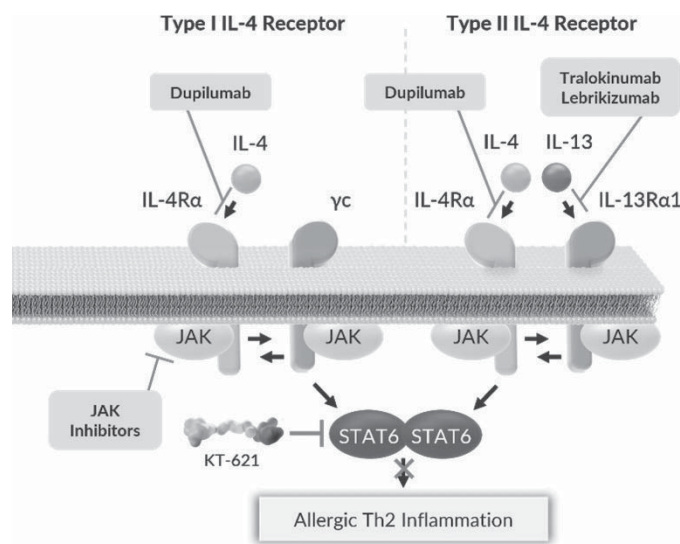 Type I IL-4 Receptor
Type II IL-4 Receptor
Dupilumab
Dupilumab
Tralokinumab
Lebrikizumab
IL-4
IL-4
IL-13
IL-4Rα
γc
IL-4Rα
IL-13Rα1
JAK
JAK
JAK
JAK
JAK
Inhibitors
KT-621
STAT6
STAT6
Allergic Th2 Inflammation